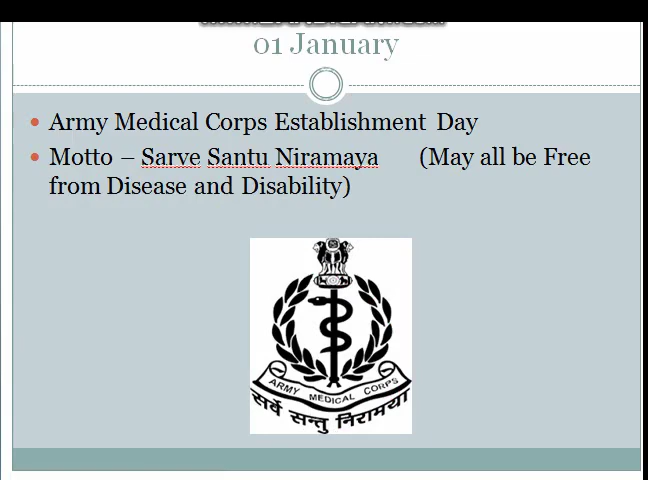 01 January
Army Medical Corps Establishment Day
Motto – Sarve Santu Niramaya (May all be Free
from Disease and Disability)
ARMY MEDICAL CORPS
सर्वे सन्तु निरामया